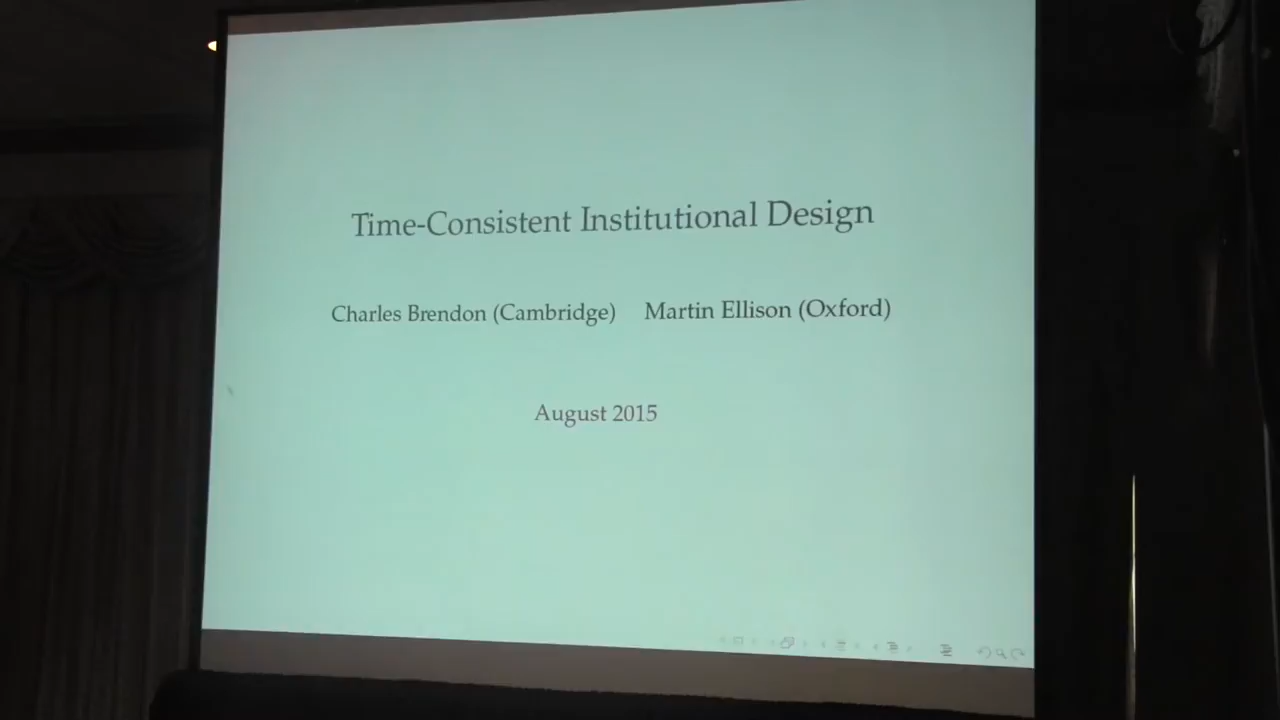 Time-Consistent Institutional Design
Charles Brendon (Cambridge) Martin Ellison (Oxford)
August 2015